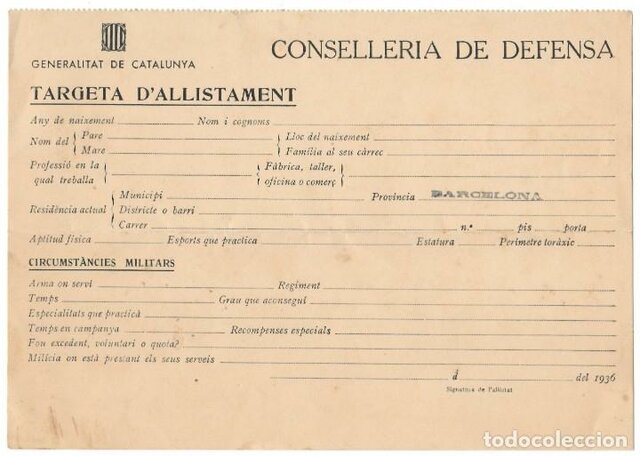 GENERALITAT DE CATALUNYA
CONSELLERIA DE DEFENSA
TARGETA D'ALLISTAMENT
Any de naixement Nom i cognoms
Nom del { Pare { Lloc del naixement
Mare Família al seu càrrec
Professió en la qual treballa { Fàbrica, taller, oficina o comerç {
Residència actual { Municipi Provincia BARCELONA
Districte o barri
Carrer n.º pis porta
Aptitud física Esports que practica Estatura Perímetre toràxic
CIRCUMSTÀNCIES MILITARS
Arma on serví Regiment
Temps Grau que aconseguí
Especialitats que practicà
Temps en campanya Recompenses especials
Fou excedent, voluntari o quota?
Milícia on està prestant els seus serveis
à del 1936
Signatura de l'allistat
todocoleccion